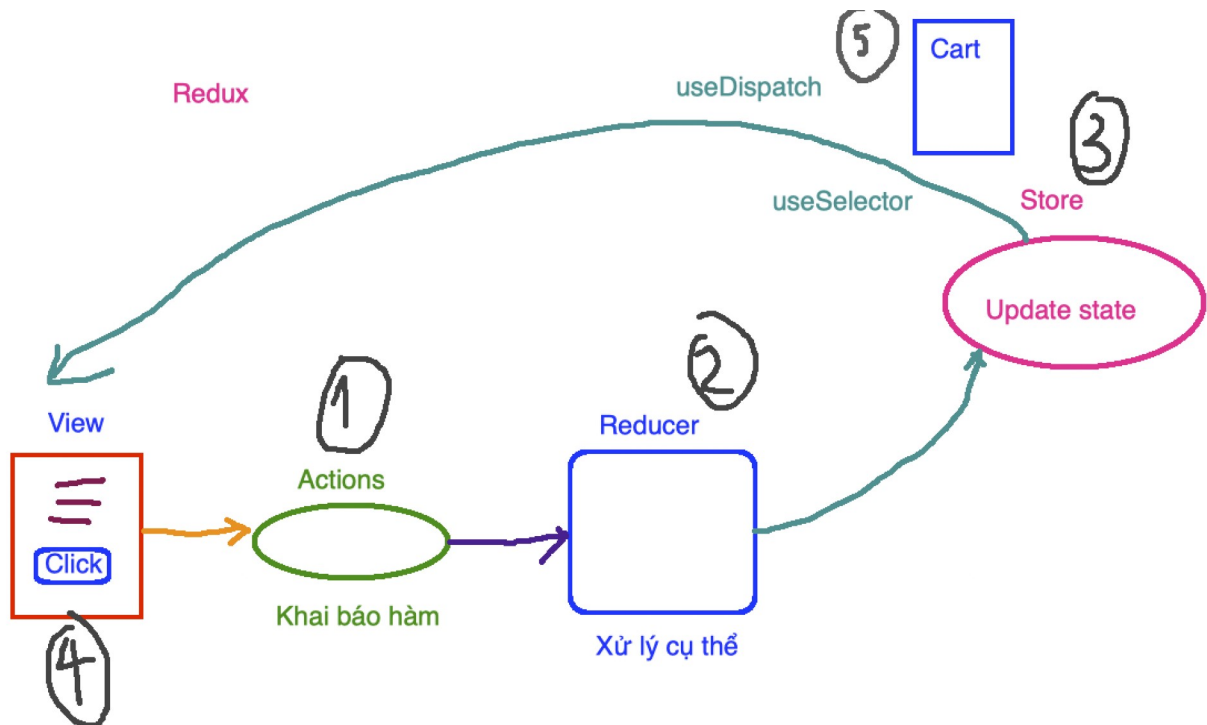 5
Cart
Redux
useDispatch
3
useSelector
Store
Update state
1
2
View
Reducer
Actions
Click
Khai báo hàm
Xử lý cụ thể
4